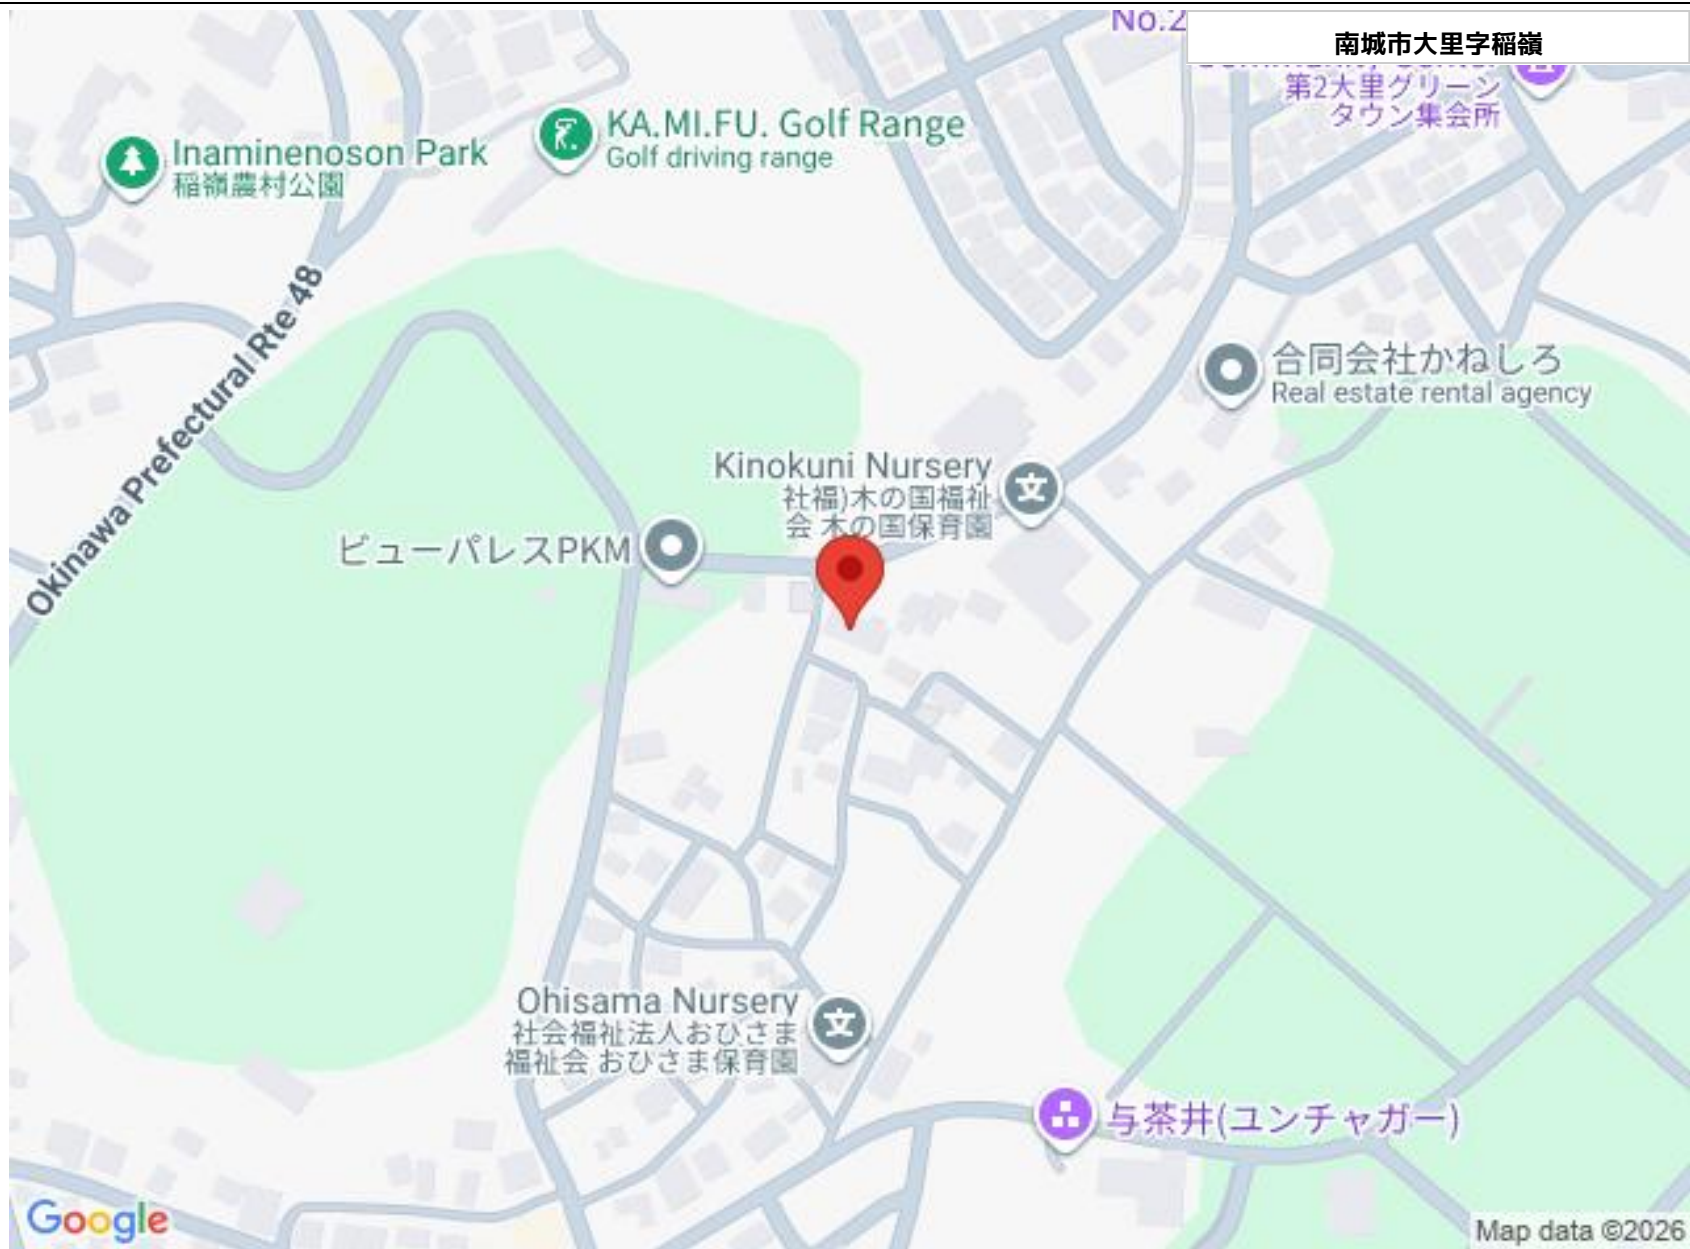 No.2
南城市大里字稲嶺
第2大里グリーン
タウン集会所
KA.MI.FU. Golf Range
Golf driving range
Inaminenoson Park
稲嶺農村公園
Okinawa Prefectural Rte 48
合同会社かねしろ
Real estate rental agency
Kinokuni Nursery
社福)木の国福祉
会 木の国保育園
ビューパレスPKM
Ohisama Nursery
社会福祉法人おひさま
福祉会 おひさま保育園
与茶井(ユンチャガー)
Google
Map data ©2026